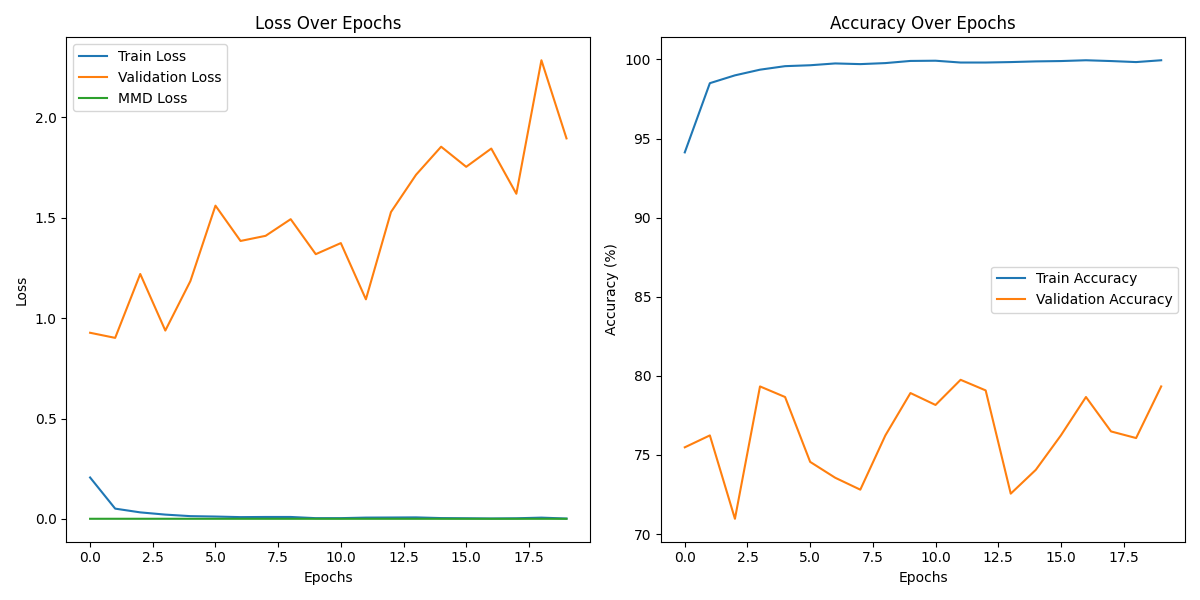 Loss Over Epochs
Train Loss
Validation Loss
MMD Loss
Loss
2.0
1.5
1.0
0.5
0.0
0.0 2.5 5.0 7.5 10.0 12.5 15.0 17.5
Epochs
Accuracy Over Epochs
Train Accuracy
Validation Accuracy
Accuracy (%)
100
95
90
85
80
75
70
0.0 2.5 5.0 7.5 10.0 12.5 15.0 17.5
Epochs